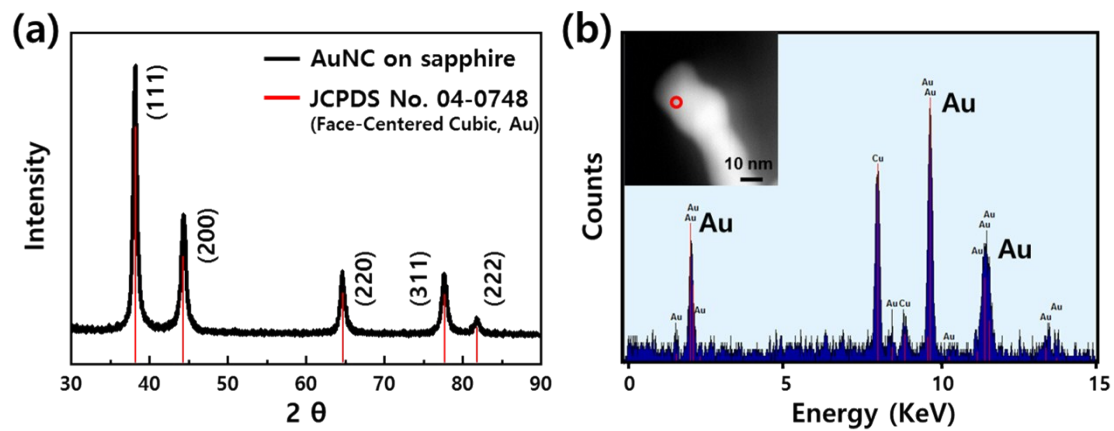 (a)
Intensity
(111)
(200)
(220)
(311)
(222)
AuNC on sapphire
JCPDS No. 04-0748
(Face-Centered Cubic, Au)
30 40 50 60 70 80 90
2 θ
(b)
Counts
10 nm
Au
Au
Au
Au
Au
Au
Cu
Au
Cu
Au
Au
Au
Au
Au
Au
Au
Au
Au
Au
0 5 10 15
Energy (KeV)